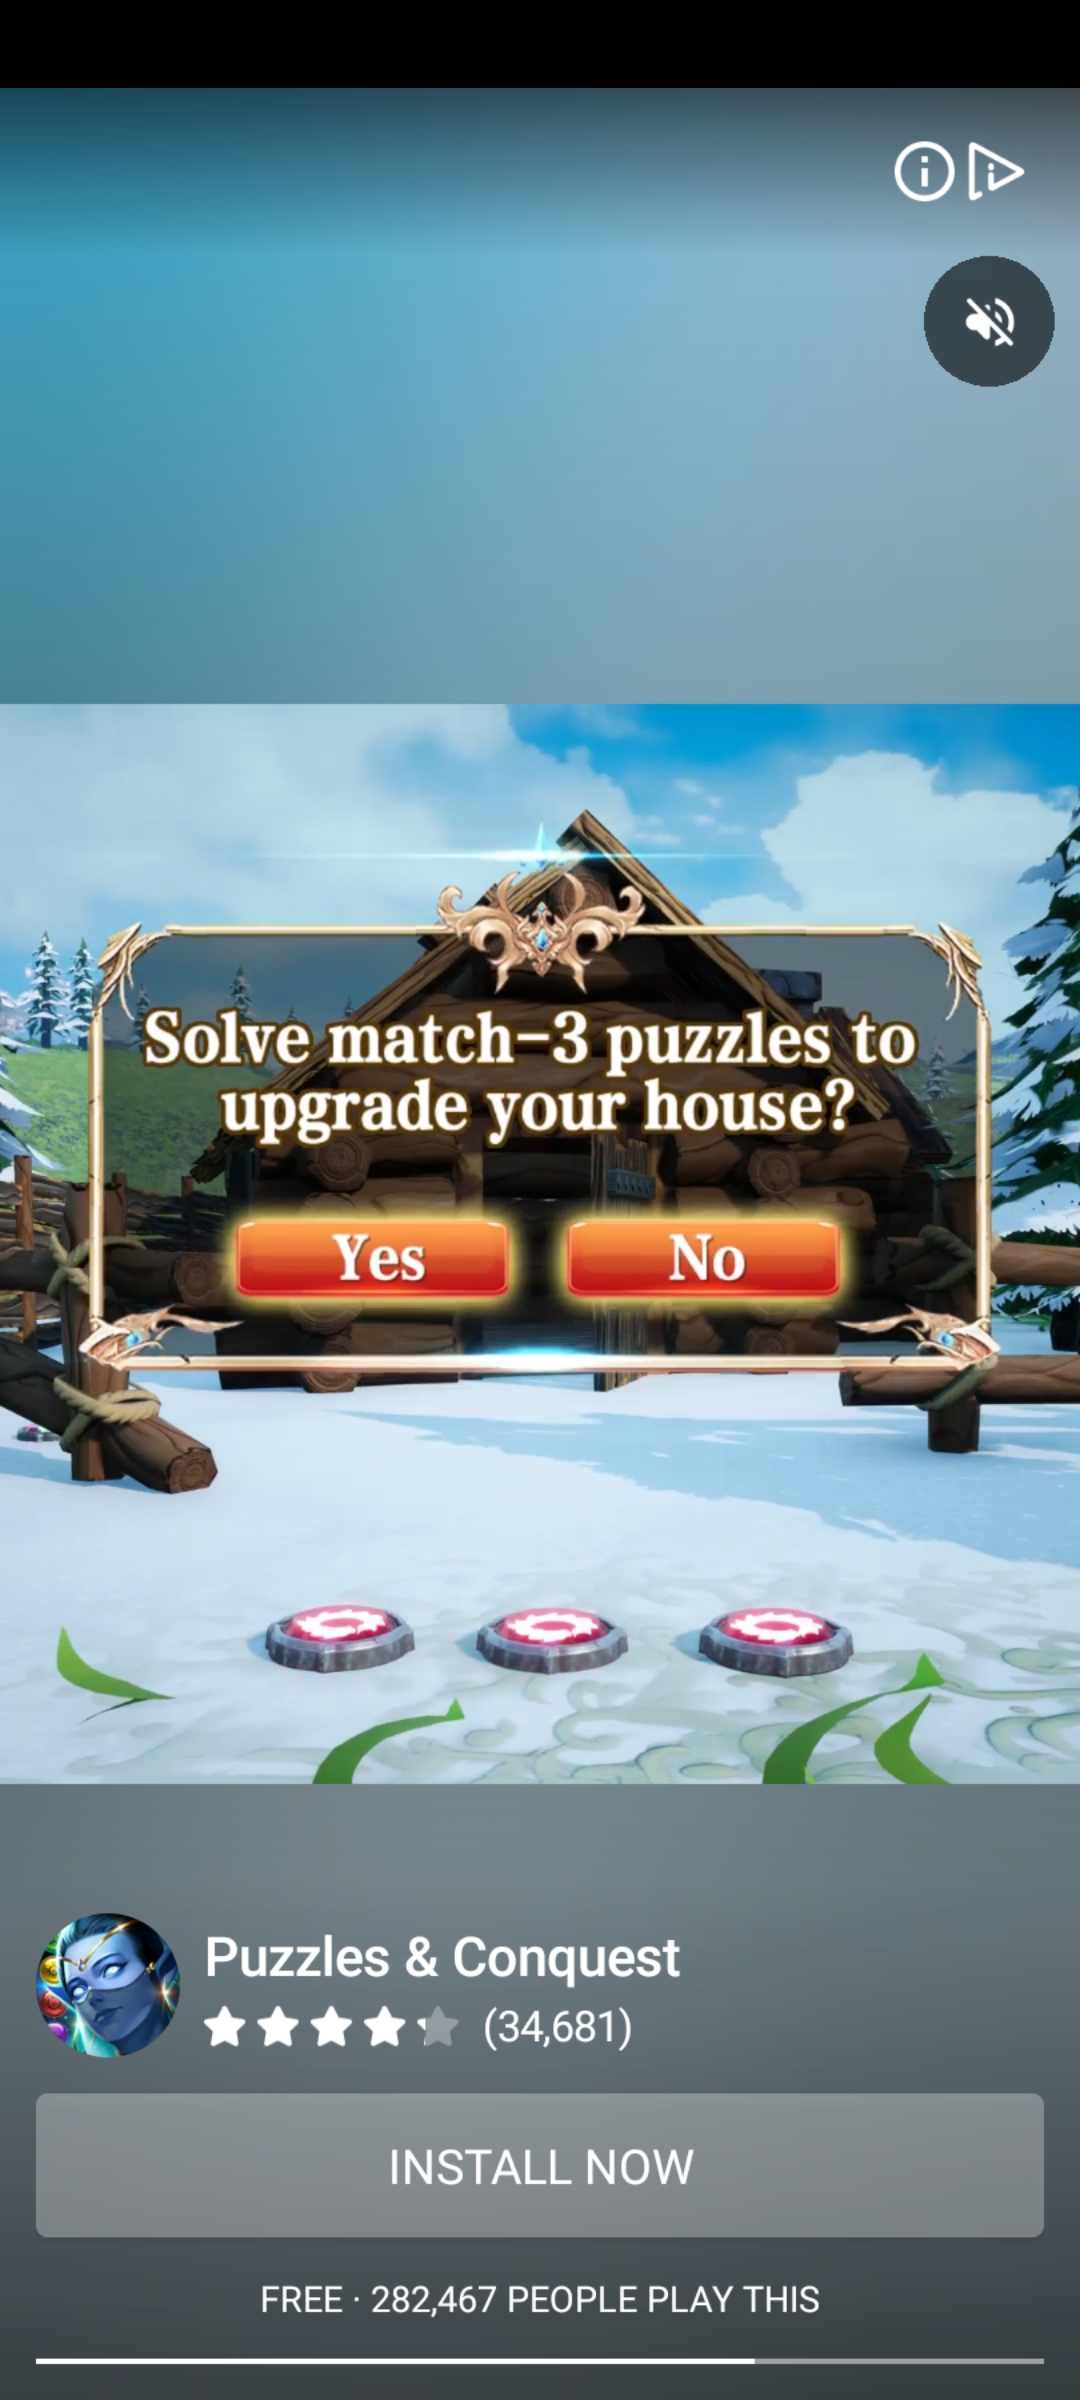 Solve match-3 puzzles to
upgrade your house?
Yes No
Puzzles & Conquest
(34,681)
INSTALL NOW
FREE · 282,467 PEOPLE PLAY THIS